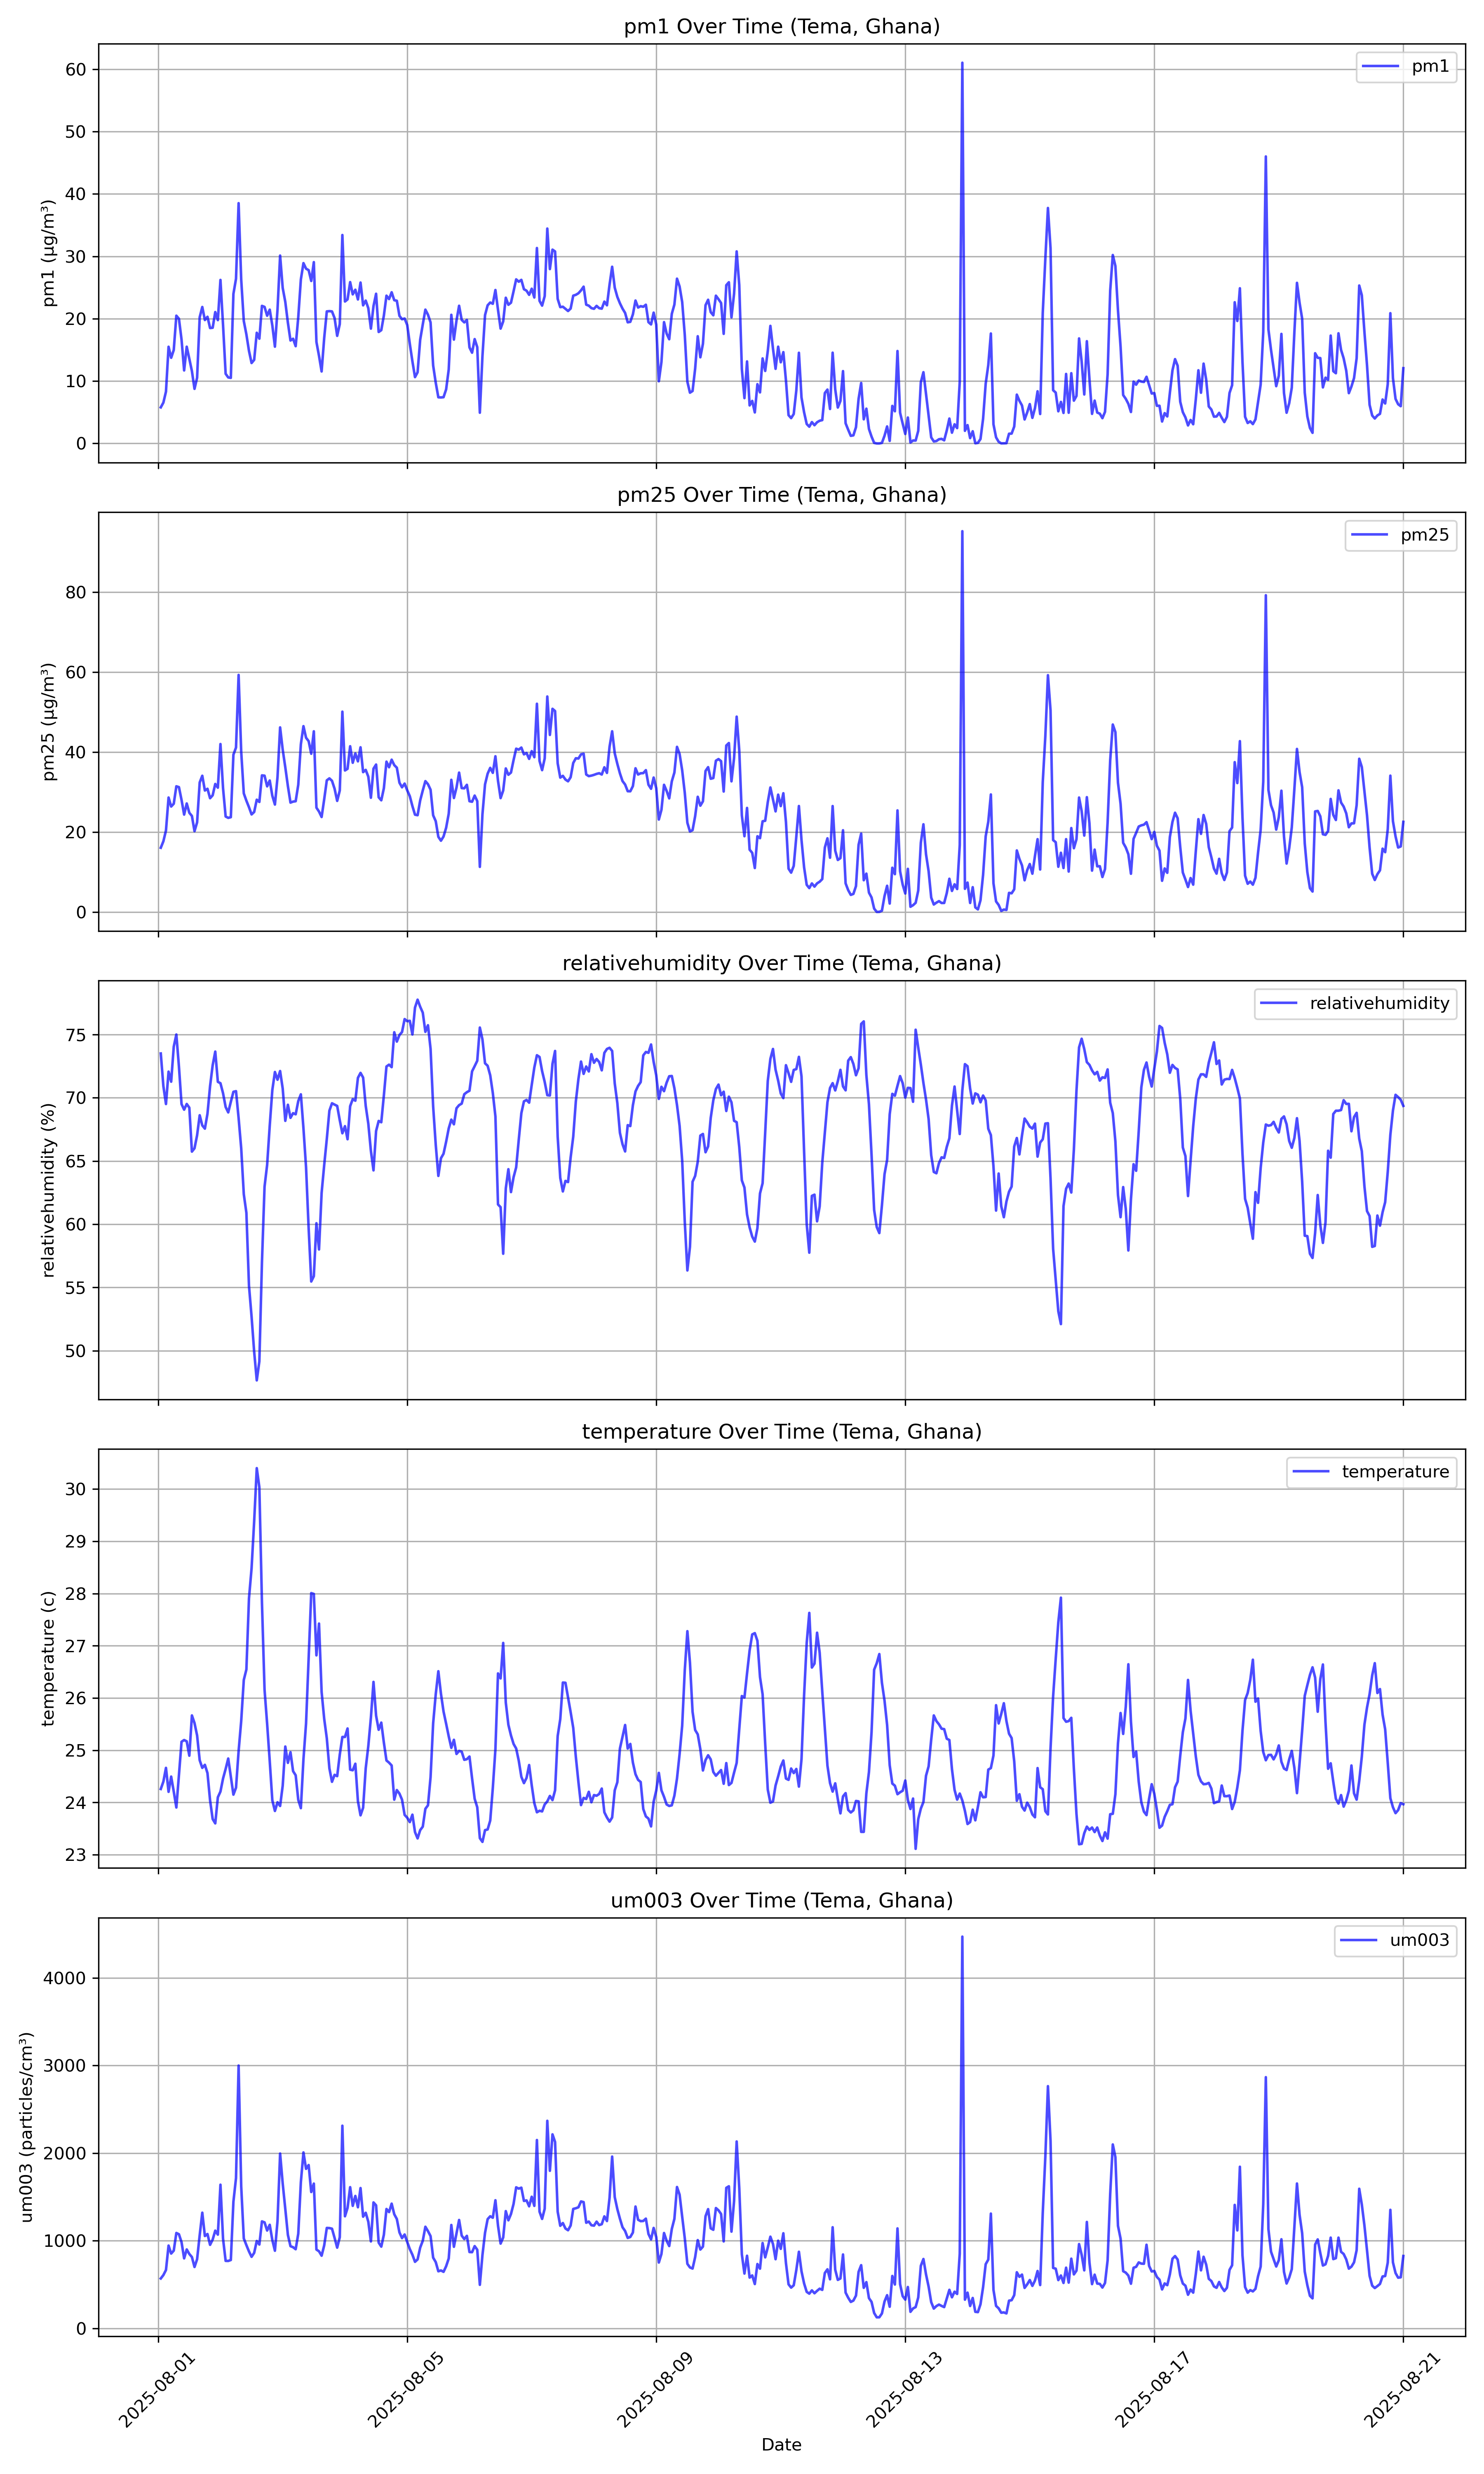 pm1 Over Time (Tema, Ghana)
pm1
60
50
40
30
20
10
0
pm1 (µg/m³)
pm25 Over Time (Tema, Ghana)
pm25
80
60
40
20
0
pm25 (µg/m³)
relativehumidity Over Time (Tema, Ghana)
relativehumidity
75
70
65
60
55
50
relativehumidity (%)
temperature Over Time (Tema, Ghana)
temperature
30
29
28
27
26
25
24
23
temperature (c)
um003 Over Time (Tema, Ghana)
um003
4000
3000
2000
1000
0
um003 (particles/cm³)
2025-08-01
2025-08-05
2025-08-09
2025-08-13
2025-08-17
2025-08-21
Date